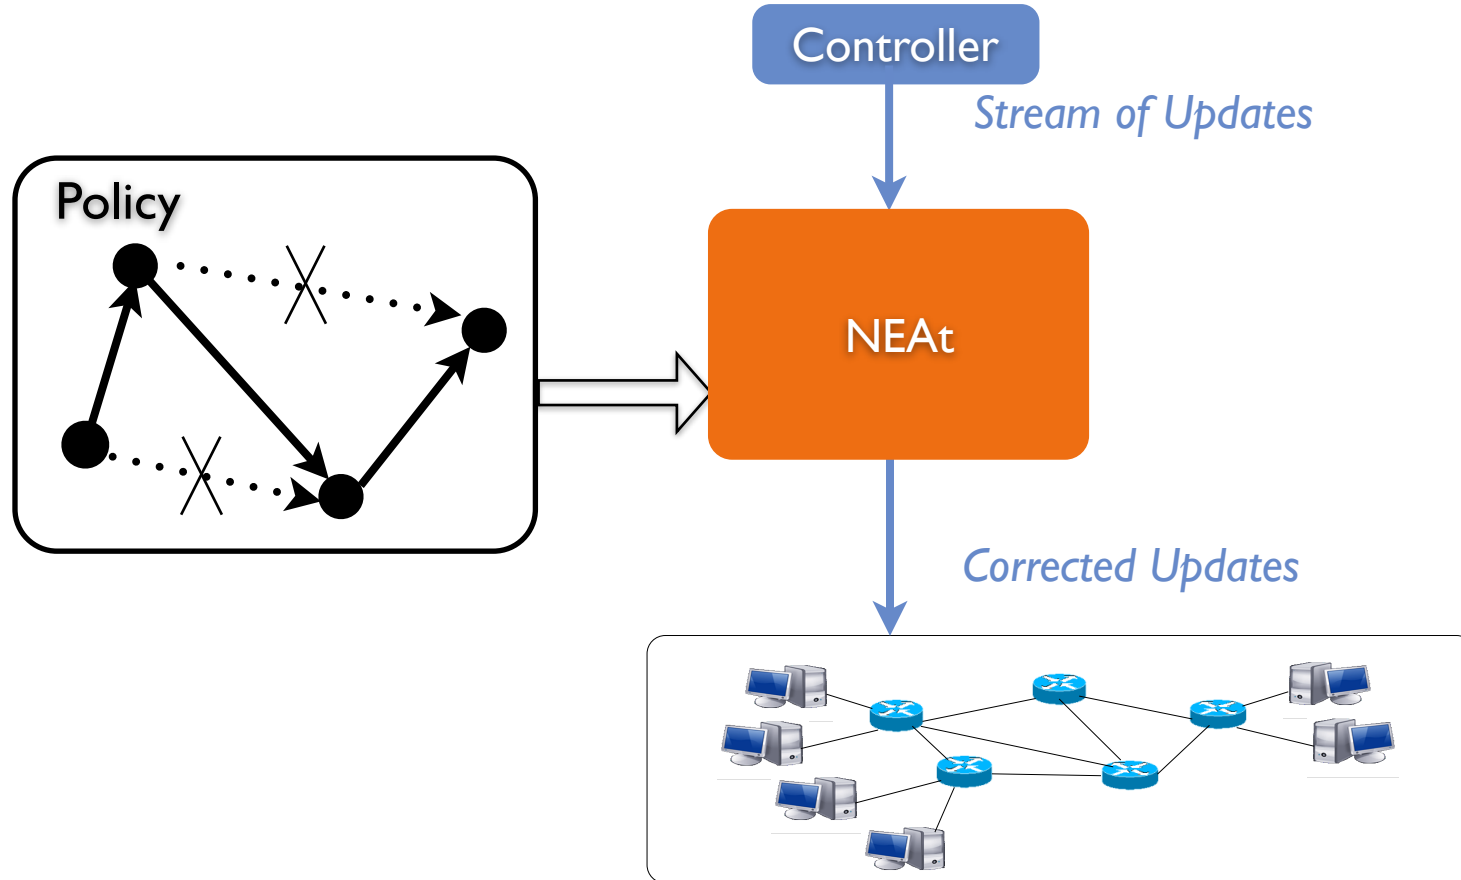 Controller
Stream of Updates
Policy
NEAt
Corrected Updates